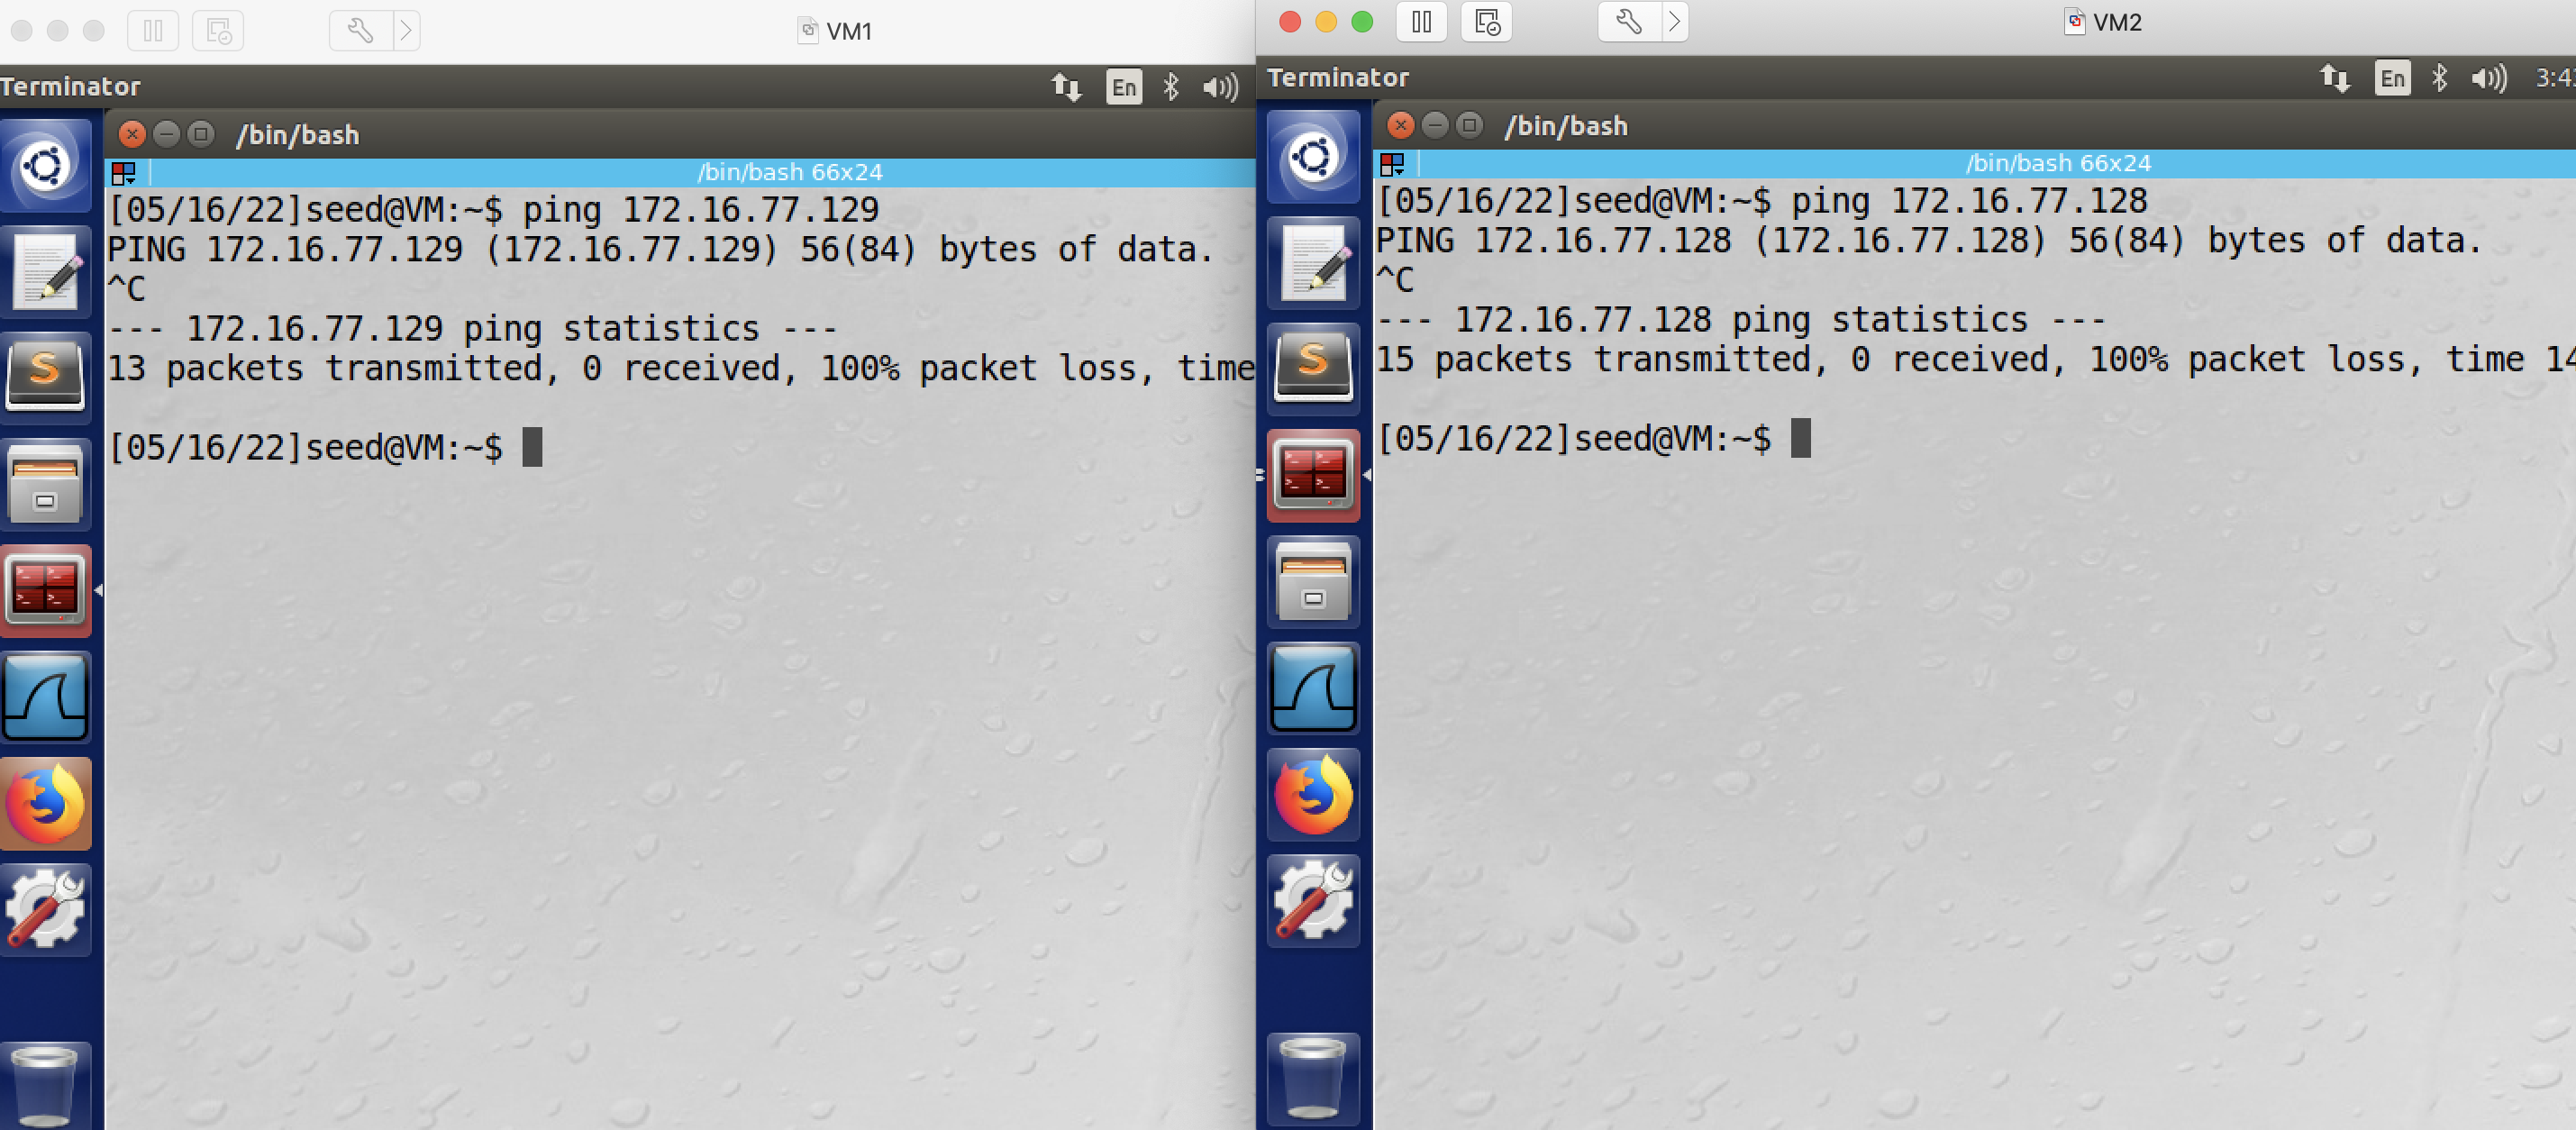 VM1
Terminator
En
/bin/bash
/bin/bash 66x24
[05/16/22]seed@VM:~$ ping 172.16.77.129
PING 172.16.77.129 (172.16.77.129) 56(84) bytes of data.
^C
--- 172.16.77.129 ping statistics ---
13 packets transmitted, 0 received, 100% packet loss, time
[05/16/22]seed@VM:~$
VM2
Terminator
En
3:4
/bin/bash
/bin/bash 66x24
[05/16/22]seed@VM:~$ ping 172.16.77.128
PING 172.16.77.128 (172.16.77.128) 56(84) bytes of data.
^C
--- 172.16.77.128 ping statistics ---
15 packets transmitted, 0 received, 100% packet loss, time 14
[05/16/22]seed@VM:~$